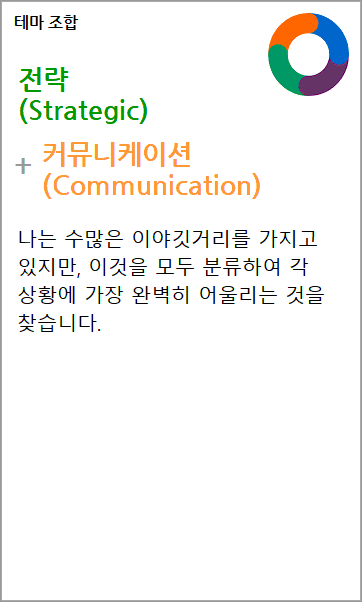 테마 조합
전략
(Strategic)
+ 커뮤니케이션
(Communication)
나는 수많은 이야깃거리를 가지고
있지만, 이것을 모두 분류하여 각
상황에 가장 완벽히 어울리는 것을
찾습니다.